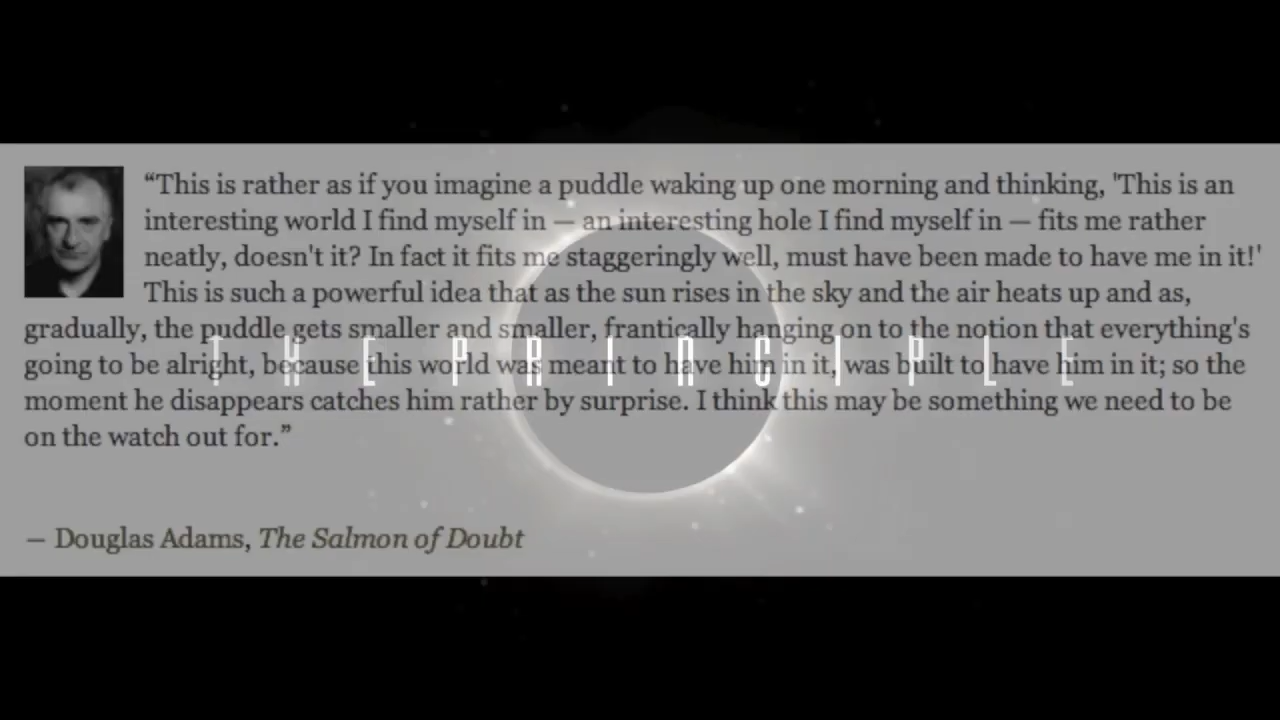 “This is rather as if you imagine a puddle waking up one morning and thinking, 'This is an
interesting world I find myself in — an interesting hole I find myself in — fits me rather
neatly, doesn't it? In fact it fits me staggeringly well, must have been made to have me in it!'
This is such a powerful idea that as the sun rises in the sky and the air heats up and as,
gradually, the puddle gets smaller and smaller, frantically hanging on to the notion that everything's
going to be alright, because this world was meant to have him in it, was built to have him in it; so the
moment he disappears catches him rather by surprise. I think this may be something we need to be
on the watch out for.”
THE PRINCIPLE
— Douglas Adams, The Salmon of Doubt